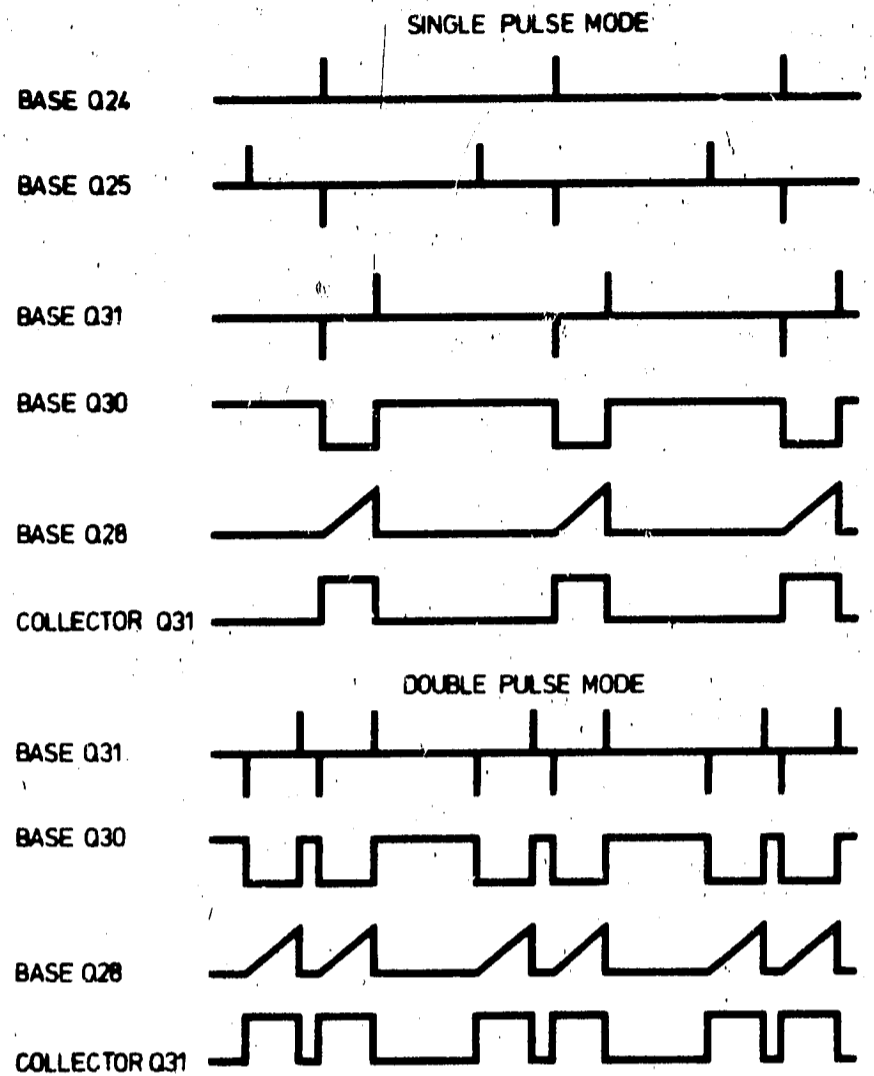 SINGLE PULSE MODE
BASE Q24
BASE Q25
BASE Q31
BASE Q30
BASE Q28
COLLECTOR Q31
DOUBLE PULSE MODE
BASE Q31
BASE Q30
BASE Q28
COLLECTOR Q31